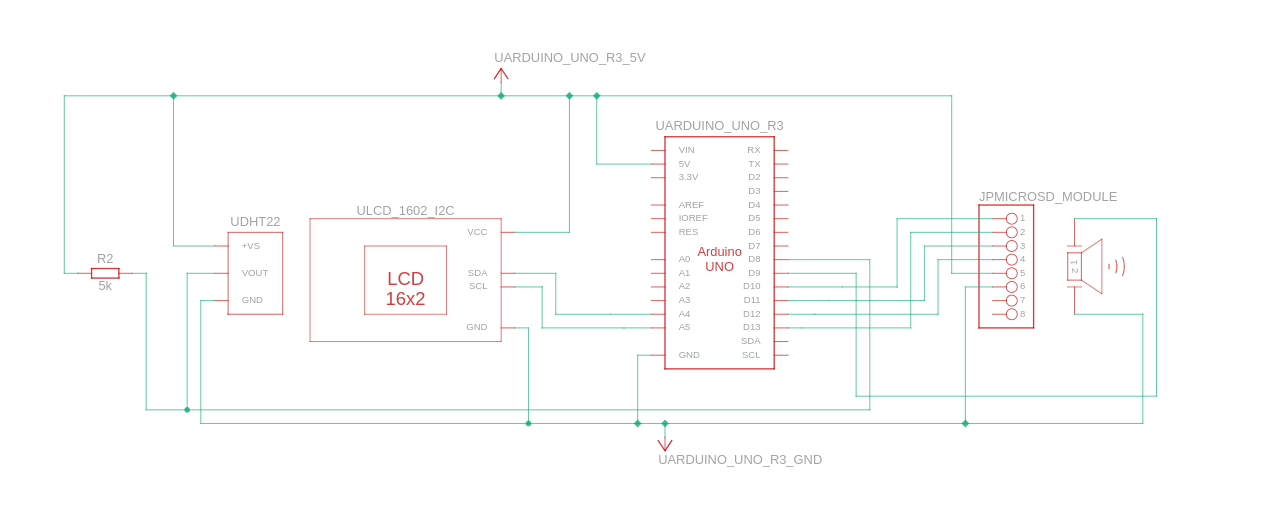 UARDUINO_UNO_R3_5V
UARDUINO_UNO_R3
VIN RX
5V TX
3.3V D2
D3
AREF D4
IOREF D5
RES D6
D7
A0 D8
A1 D9
A2 D10
A3 D11
A4 D12
A5 D13
SDA
GND SCL
Arduino
UNO
JPMICROSD_MODULE
1
2
3
4
5
6
7
8
1 2
ULCD_1602_I2C
VCC
SDA
SCL
GND
LCD
16x2
UDHT22
+VS
VOUT
GND
R2
5k
UARDUINO_UNO_R3_GND